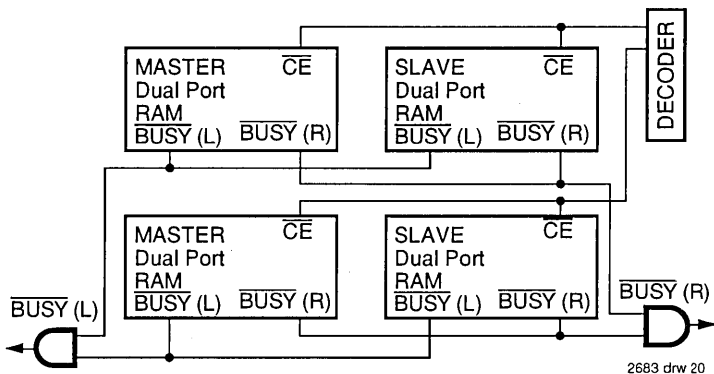 MASTER CE
Dual Port
RAM
BUSY (L) BUSY (R)
SLAVE CE
Dual Port
RAM
BUSY (L) BUSY (R)
DECODER
MASTER CE
Dual Port
RAM
BUSY (L) BUSY (R)
SLAVE CE
Dual Port
RAM
BUSY (L) BUSY (R)
BUSY (L)
BUSY (R)
2683 drw 20